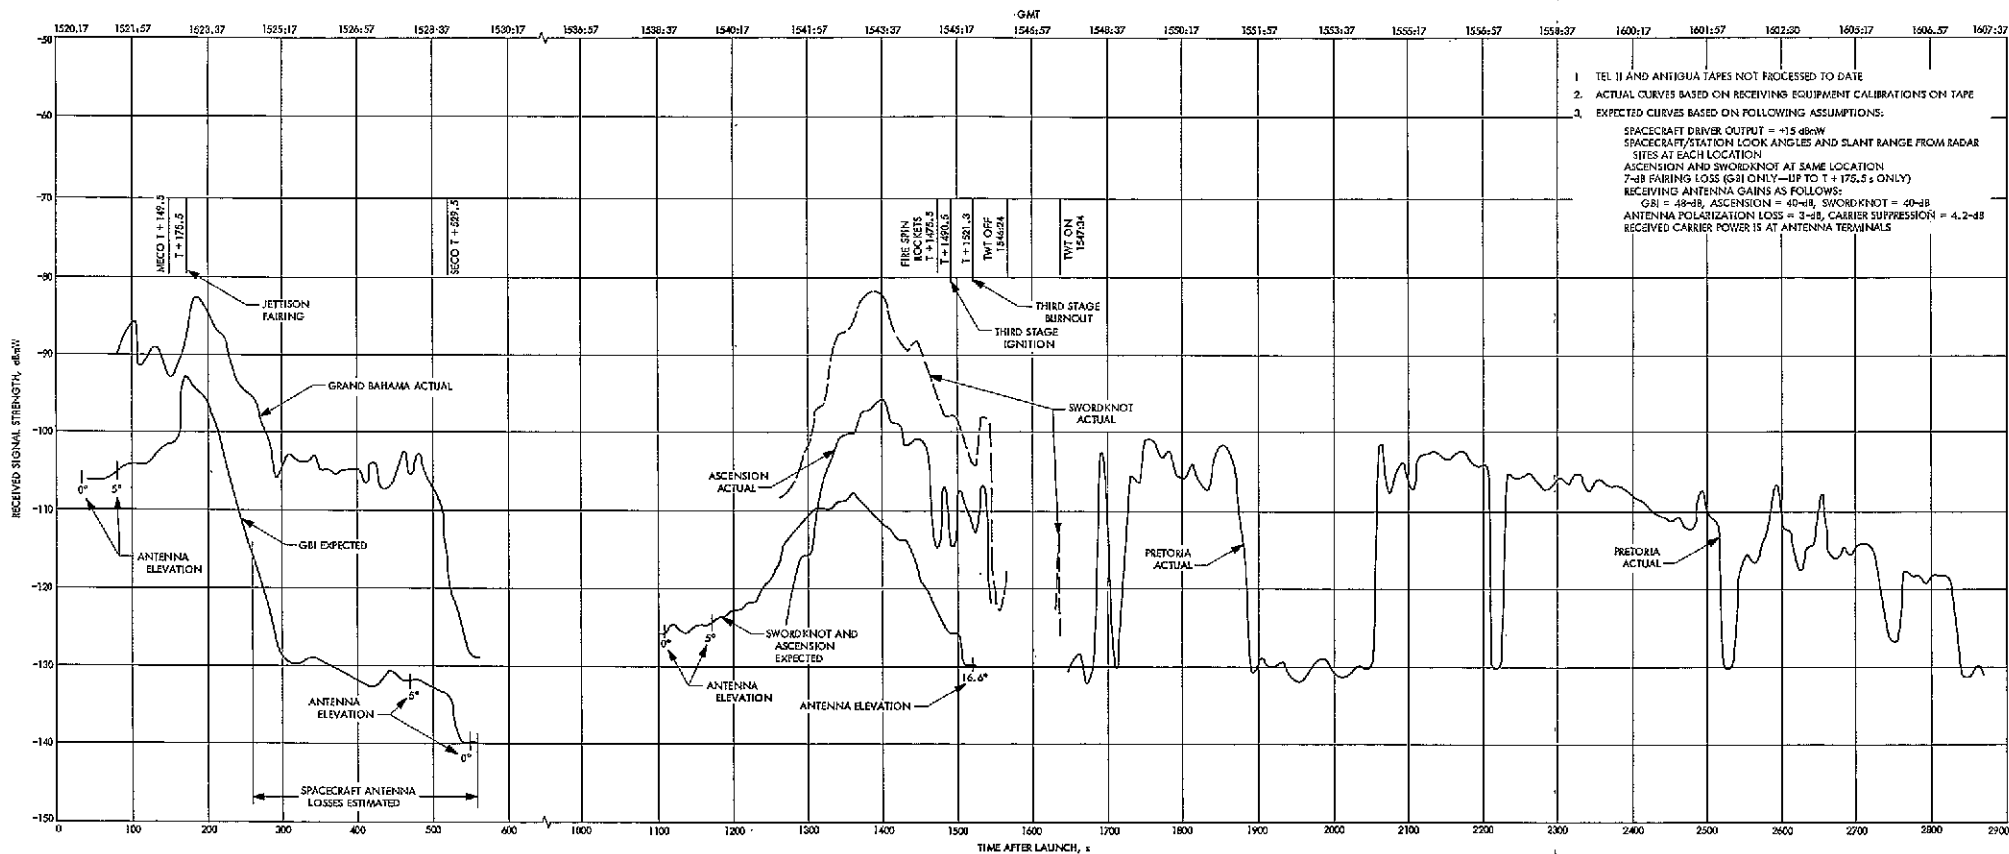 GMT
1520.17 1521:57 1523:37 1525:17 1526:57 1528:37 1530:17 1536:57 1538:37 1540:17 1541:57 1543:37 1545:17 1546:57 1548:37 1550:17 1551:57 1553:37 1555:17 1556:57 1558:37 1600:17 1601:57 1602:30 1605:17 1606.57 1607:37
-50
-60
-70
-80
-90
-100
-110
-120
-130
-140
-150
RECEIVED SIGNAL STRENGTH, dBmW
1 TEL II AND ANTIGUA TAPES NOT PROCESSED TO DATE
2. ACTUAL CURVES BASED ON RECEIVING EQUIPMENT CALIBRATIONS ON TAPE
3. EXPECTED CURVES BASED ON FOLLOWING ASSUMPTIONS:
SPACECRAFT DRIVER OUTPUT = +15 dBmW
SPACECRAFT/STATION LOOK ANGLES AND SLANT RANGE FROM RADAR
SITES AT EACH LOCATION
ASCENSION AND SWORDKNOT AT SAME LOCATION
7-dB FAIRING LOSS (GBI ONLY—UP TO T + 175.5 s ONLY)
RECEIVING ANTENNA GAINS AS FOLLOWS:
GBI = 48-dB, ASCENSION = 40-dB, SWORDKNOT = 40-dB
ANTENNA POLARIZATION LOSS = 3-dB, CARRIER SUPPRESSION = 4.2-dB
RECEIVED CARRIER POWER IS AT ANTENNA TERMINALS
MECO T + 149.5
T + 175.5
SECO T + 529.5
FIRE SPIN
ROCKETS
T + 1475.5
T + 1490.5
T + 1521.3
TWT OFF
1546:24
TWT ON
1547:34
JETTISON
FAIRING
THIRD STAGE
BURNOUT
THIRD STAGE
IGNITION
GRAND BAHAMA ACTUAL
SWORDKNOT
ACTUAL
ASCENSION
ACTUAL
0°
5°
ANTENNA
ELEVATION
GBI EXPECTED
PRETORIA
ACTUAL
PRETORIA
ACTUAL
0°
5°
SWORDKNOT AND
ASCENSION
EXPECTED
ANTENNA
ELEVATION
16.6°
ANTENNA ELEVATION
5°
ANTENNA
ELEVATION
0°
SPACECRAFT ANTENNA
LOSSES ESTIMATED
0 100 200 300 400 500 600 1000 1100 1200 1300 1400 1500 1600 1700 1800 1900 2000 2100 2200 2300 2400 2500 2600 2700 2800 2900
TIME AFTER LAUNCH, s